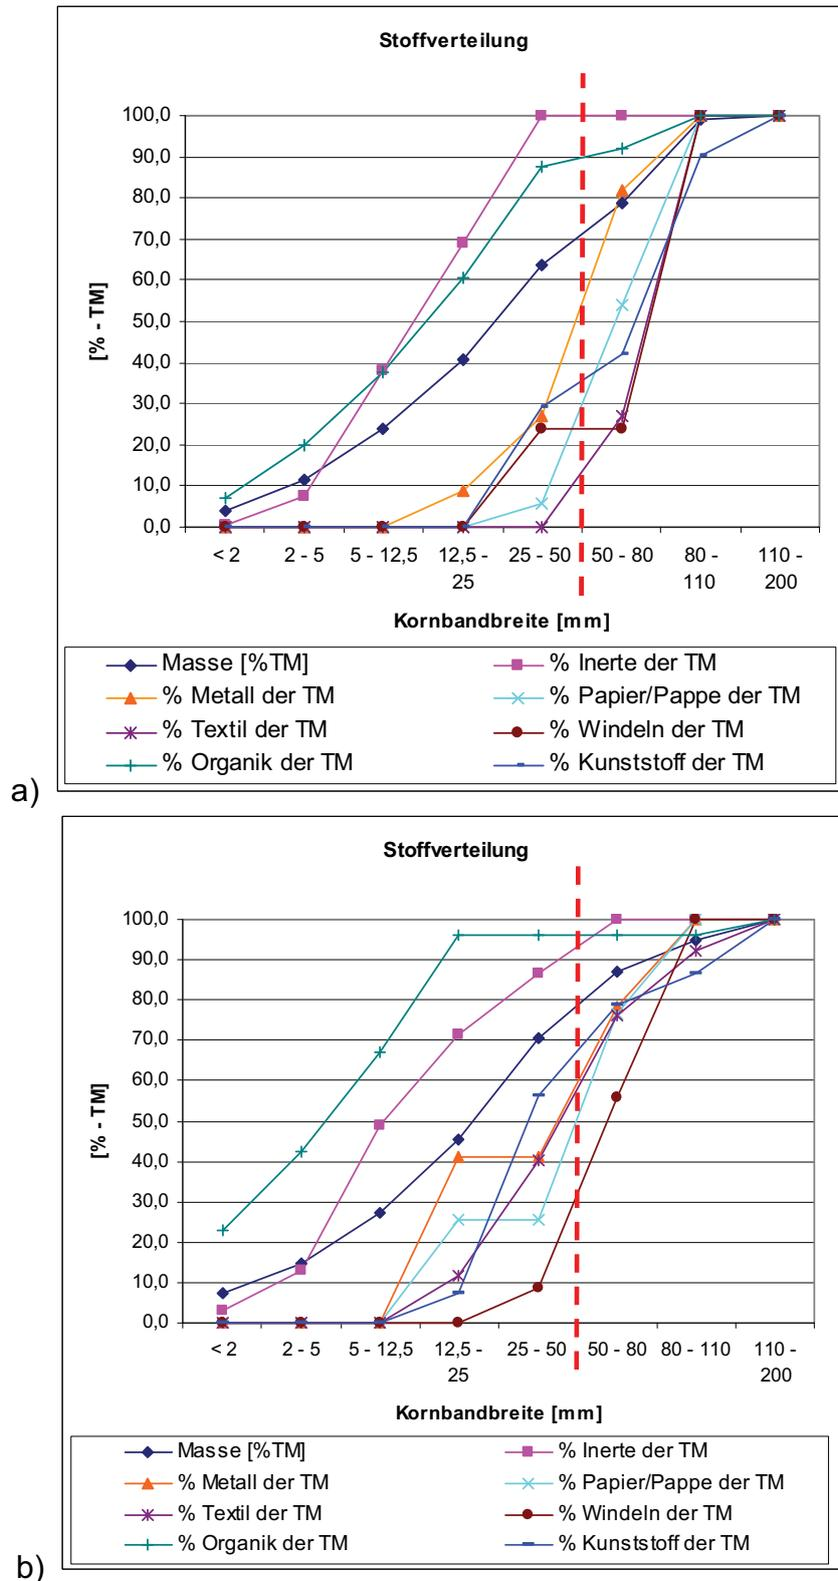 Stoffverteilung
100,0
90,0
80,0
70,0
60,0
50,0
40,0
30,0
20,0
10,0
0,0
[% - TM]
< 2 2 - 5 5 - 12,5 12,5 - 25 - 50 50 - 80 80 - 110 -
25 110 200
Kornbandbreite [mm]
Masse [%TM] % Inerte der TM
% Metall der TM % Papier/Pappe der TM
% Textil der TM % Windeln der TM
% Organik der TM % Kunststoff der TM
a)
Stoffverteilung
100,0
90,0
80,0
70,0
60,0
50,0
40,0
30,0
20,0
10,0
0,0
[% - TM]
< 2 2 - 5 5 - 12,5 12,5 - 25 - 50 50 - 80 80 - 110 110 -
25 200
Kornbandbreite [mm]
Masse [%TM] % Inerte der TM
% Metall der TM % Papier/Pappe der TM
% Textil der TM % Windeln der TM
% Organik der TM % Kunststoff der TM
b)